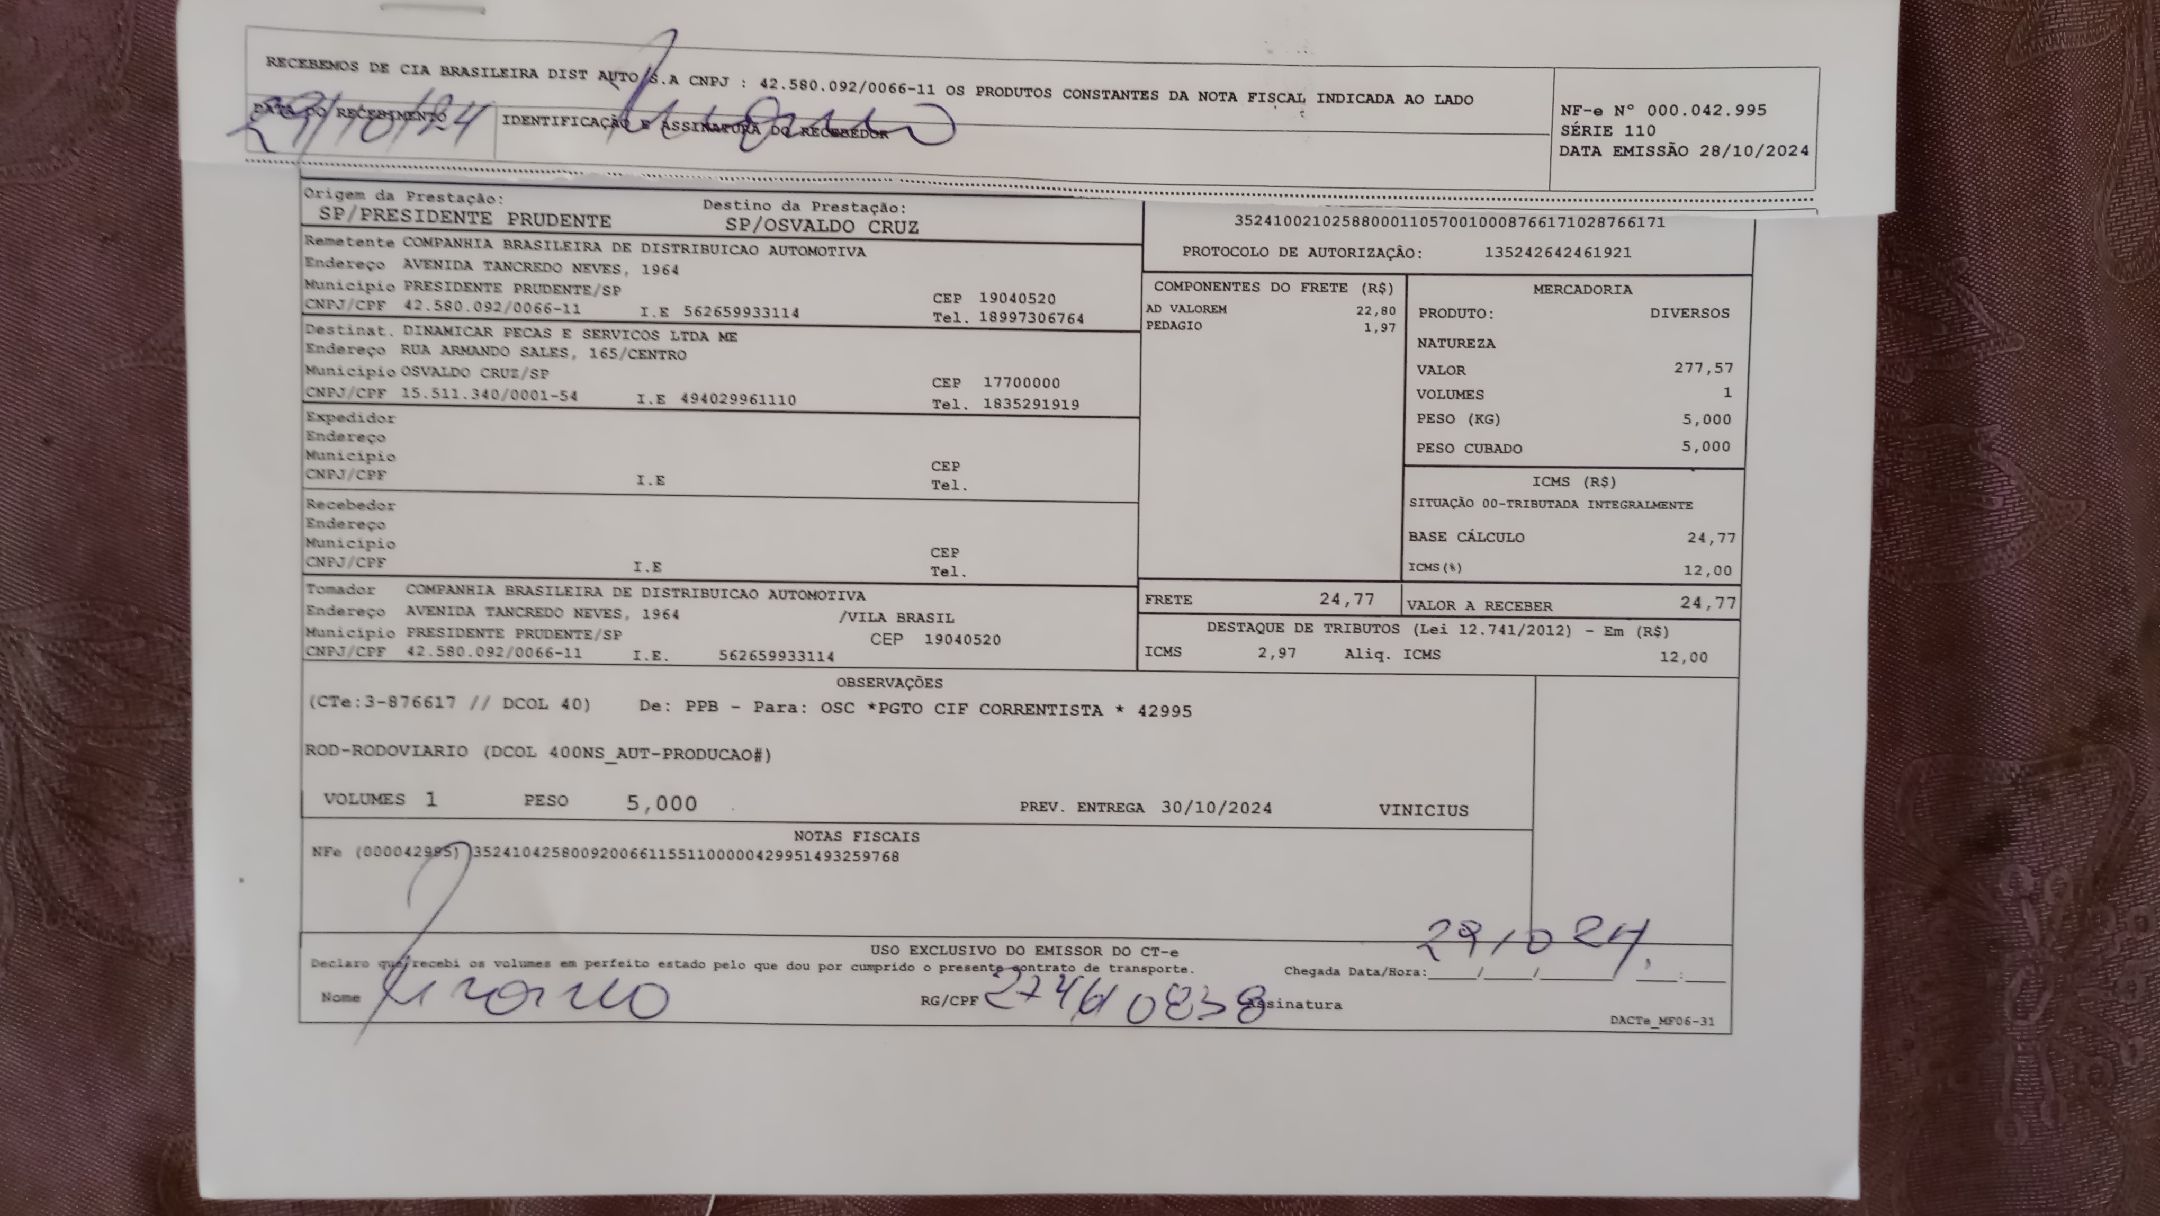 RECEBEMOS DE CIA BRASILEIRA DIST AUTO S.A CNPJ : 42.580.092/0066-11 OS PRODUTOS CONSTANTES DA NOTA FISCAL INDICADA AO LADO
DATA DO RECEBIMENTO
29/10/24
IDENTIFICAÇÃO E ASSINATURA DO RECEBEDOR
NF-e Nº 000.042.995
SÉRIE 110
DATA EMISSÃO 28/10/2024
Origem da Prestação:
SP/PRESIDENTE PRUDENTE
Destino da Prestação:
SP/OSVALDO CRUZ
35241002102588000110570010008766171028766171
PROTOCOLO DE AUTORIZAÇÃO: 135242642461921
Remetente COMPANHIA BRASILEIRA DE DISTRIBUICAO AUTOMOTIVA
Endereço AVENIDA TANCREDO NEVES, 1964
Município PRESIDENTE PRUDENTE/SP CEP 19040520
CNPJ/CPF 42.580.092/0066-11 I.E 562659933114 Tel. 18997306764
Destinat. DINAMICAR PECAS E SERVICOS LTDA ME
Endereço RUA ARMANDO SALES, 165/CENTRO
Município OSVALDO CRUZ/SP CEP 17700000
CNPJ/CPF 15.511.340/0001-54 I.E 494029961110 Tel. 1835291919
Expedidor
Endereço
Município CEP
CNPJ/CPF I.E Tel.
Recebedor
Endereço
Município CEP
CNPJ/CPF I.E Tel.
Tomador COMPANHIA BRASILEIRA DE DISTRIBUICAO AUTOMOTIVA
Endereço AVENIDA TANCREDO NEVES, 1964 /VILA BRASIL
Município PRESIDENTE PRUDENTE/SP CEP 19040520
CNPJ/CPF 42.580.092/0066-11 I.E. 562659933114
COMPONENTES DO FRETE (R$)
AD VALOREM 22,80
PEDAGIO 1,97
MERCADORIA
PRODUTO: DIVERSOS
NATUREZA
VALOR 277,57
VOLUMES 1
PESO (KG) 5,000
PESO CUBADO 5,000
ICMS (R$)
SITUAÇÃO 00-TRIBUTADA INTEGRALMENTE
BASE CÁLCULO 24,77
ICMS(%) 12,00
FRETE 24,77
VALOR A RECEBER 24,77
DESTAQUE DE TRIBUTOS (Lei 12.741/2012) - Em (R$)
ICMS 2,97 Aliq. ICMS 12,00
OBSERVAÇÕES
(CTe:3-876617 // DCOL 40) De: PPB - Para: OSC *PGTO CIF CORRENTISTA * 42995
ROD-RODOVIARIO (DCOL 400NS_AUT-PRODUCAO#)
VOLUMES 1 PESO 5,000 PREV. ENTREGA 30/10/2024 VINICIUS
NOTAS FISCAIS
NFe (000042995) 35241042580092006611551100000429951493259768
USO EXCLUSIVO DO EMISSOR DO CT-e
Declaro que recebi os volumes em perfeito estado pelo que dou por cumprido o presente contrato de transporte.
Chegada Data/Hora:____/____/______ ___:___
29/10 24
Nome
RG/CPF
Assinatura
DACTe_MF06-31